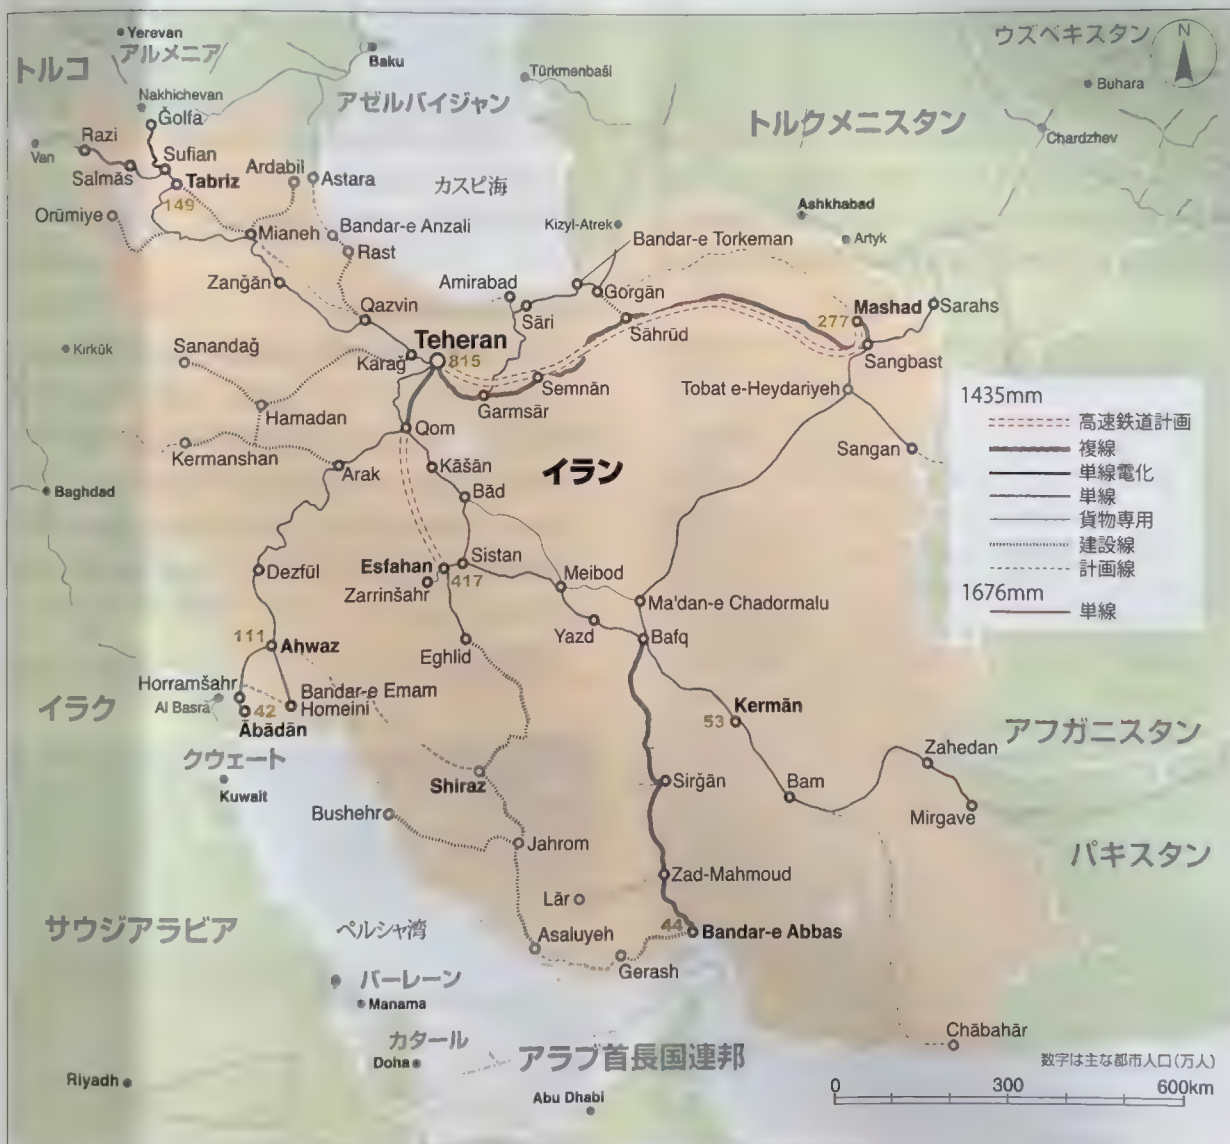 Yerevan
アルメニア
トルコ
Baku
Nakhichevan
Ğolfa
アゼルバイジャン
Türkmenbaši
ウズベキスタン
N
Buhara
トルクメニスタン
Chardzhev
Van
Razi
Salmās
Sufian
Tabriz
149
Ardabil
Astara
カスピ海
Orūmiye
Mianeh
Bandar-e Anzali
Rast
Kizyl-Atrek
Ashkhabad
Artyk
Bandar-e Torkeman
Zanğān
Qazvin
Amirabad
Gorgān
Sāri
Mashad
277
Sarahs
Sāhrūd
Sangbast
Kırkūk
Sanandağ
Karağ
Teheran
815
Semnān
Garmsār
Tobat e-Heydariyeh
Hamadan
Qom
Kermanshan
Arak
Kāšān
イラン
Sangan
Baghdad
Bād
1435mm
高速鉄道計画
複線
単線電化
単線
貨物専用
建設線
計画線
1676mm
単線
Dezfūl
Esfahan
417
Sistan
Zarrinšahr
Meibod
Ma'dan-e Chadormalu
Yazd
Bafq
111
Ahwaz
Eghlid
Horramšahr
Al Basrā
Bandar-e Emam
Homeini
42
Ābādān
イラク
クウェート
Kuwait
Kermān
53
アフガニスタン
Zahedan
Shiraz
Sirğān
Bam
Mirgave
Bushehr
Jahrom
パキスタン
Zad-Mahmoud
Lār
サウジアラビア
ペルシャ湾
Asaluyeh
44
Bandar-e Abbas
Gerash
バーレーン
Manama
カタール
Doha
アラブ首長国連邦
Chābahār
数字は主な都市人口(万人)
Riyadh
Abu Dhabi
0 300 600km